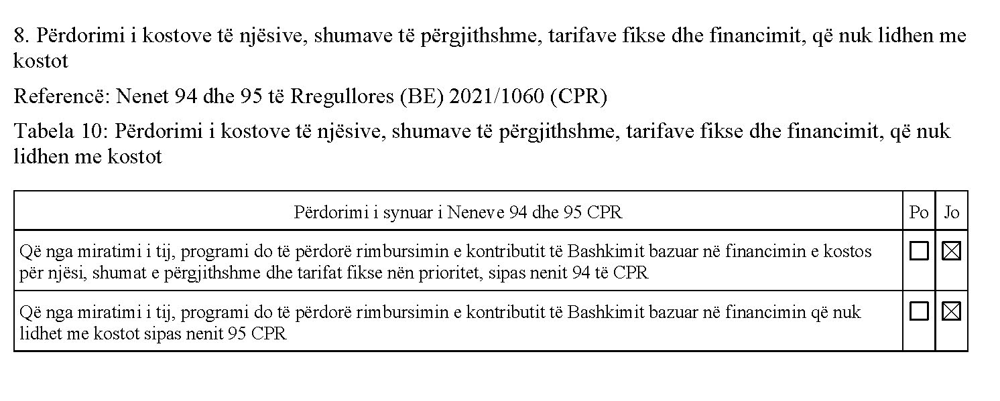 8. Përdorimi i kostove të njësive, shumave të përgjithshme, tarifave fikse dhe financimit, që nuk lidhen me
kostot
Referencë: Nenet 94 dhe 95 të Rregullores (BE) 2021/1060 (CPR)
Tabela 10: Përdorimi i kostove të njësive, shumave të përgjithshme, tarifave fikse dhe financimit, që nuk
lidhen me kostot
Përdorimi i synuar i Neneve 94 dhe 95 CPR Po Jo
Që nga miratimi i tij, programi do të përdorë rimbursimin e kontributit të Bashkimit bazuar në financimin e kostos ☐ ☒
për njësi, shumat e përgjithshme dhe tarifat fikse nën prioritet, sipas nenit 94 të CPR
Që nga miratimi i tij, programi do të përdorë rimbursimin e kontributit të Bashkimit bazuar në financimin që nuk ☐ ☒
lidhet me kostot sipas nenit 95 CPR